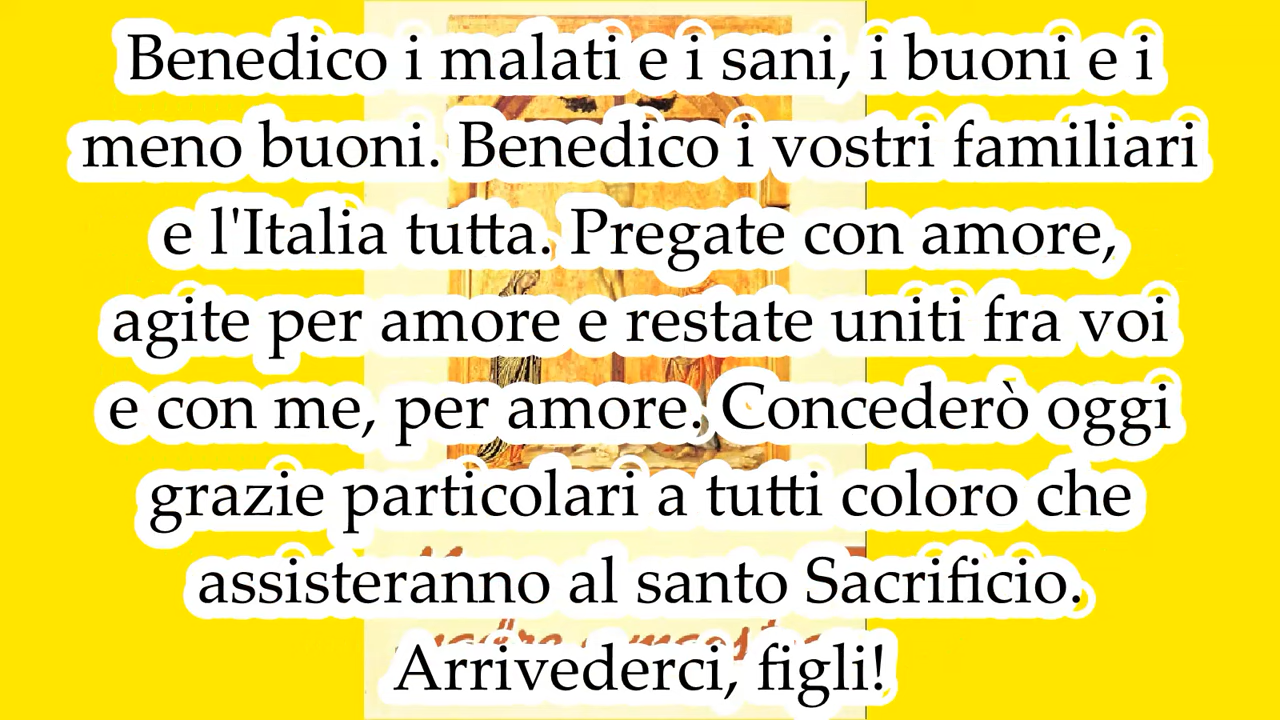 Benedico i malati e i sani, i buoni e i
meno buoni. Benedico i vostri familiari
e l'Italia tutta. Pregate con amore,
agite per amore e restate uniti fra voi
e con me, per amore. Concederò oggi
grazie particolari a tutti coloro che
assisteranno al santo Sacrificio.
Arrivederci, figli!